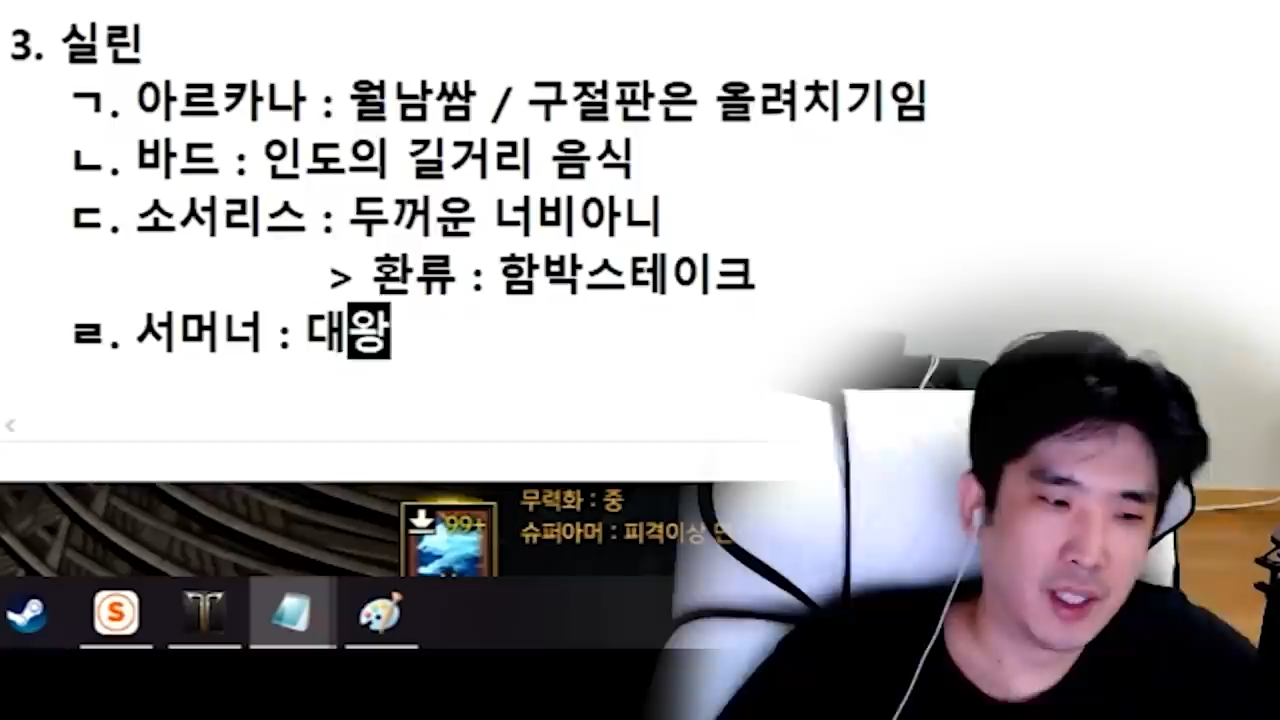 3. 실린
ㄱ. 아르카나 : 월남쌈 / 구절판은 올려치기임
ㄴ. 바드 : 인도의 길거리 음식
ㄷ. 소서리스 : 두꺼운 너비아니
> 환류 : 함박스테이크
ㄹ. 서머너 : 대왕
99+
무력화 : 중
슈퍼아머 : 피격이상 면
S